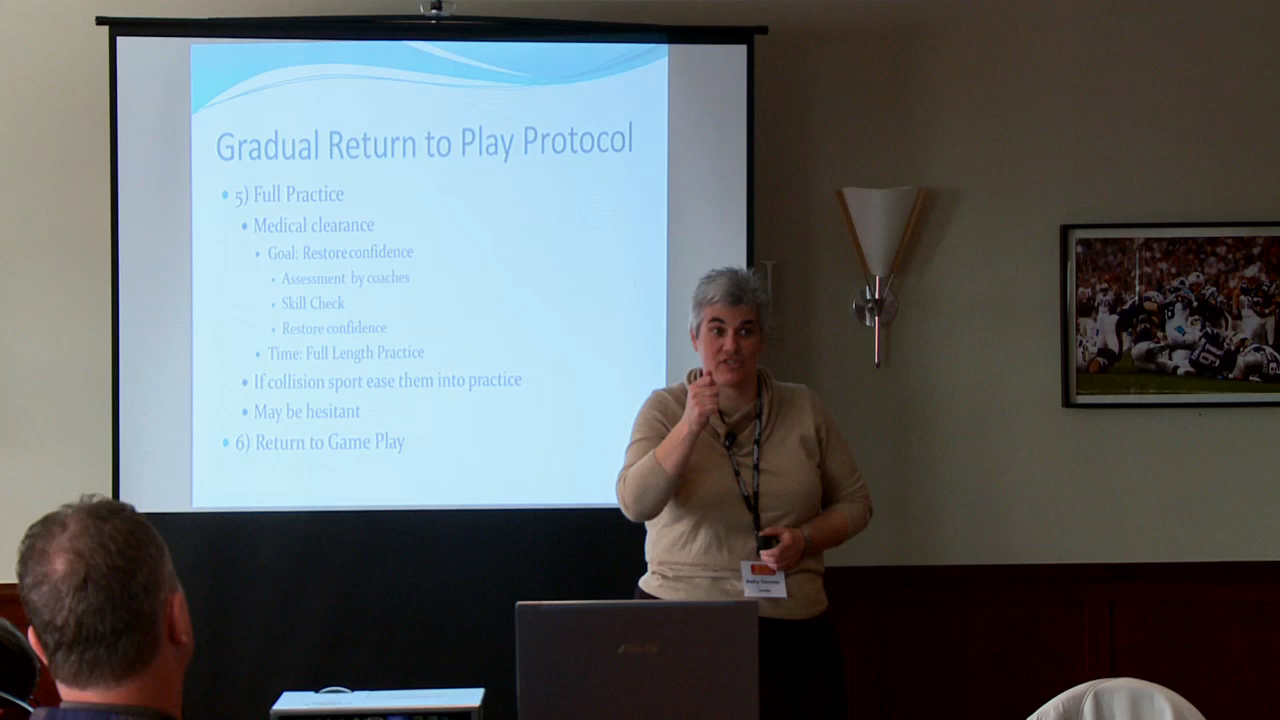 Gradual Return to Play Protocol
• 5) Full Practice
• Medical clearance
• Goal: Restore confidence
• Assessment by coaches
• Skill Check
• Restore confidence
• Time: Full Length Practice
• If collision sport ease them into practice
• May be hesitant
• 6) Return to Game Play